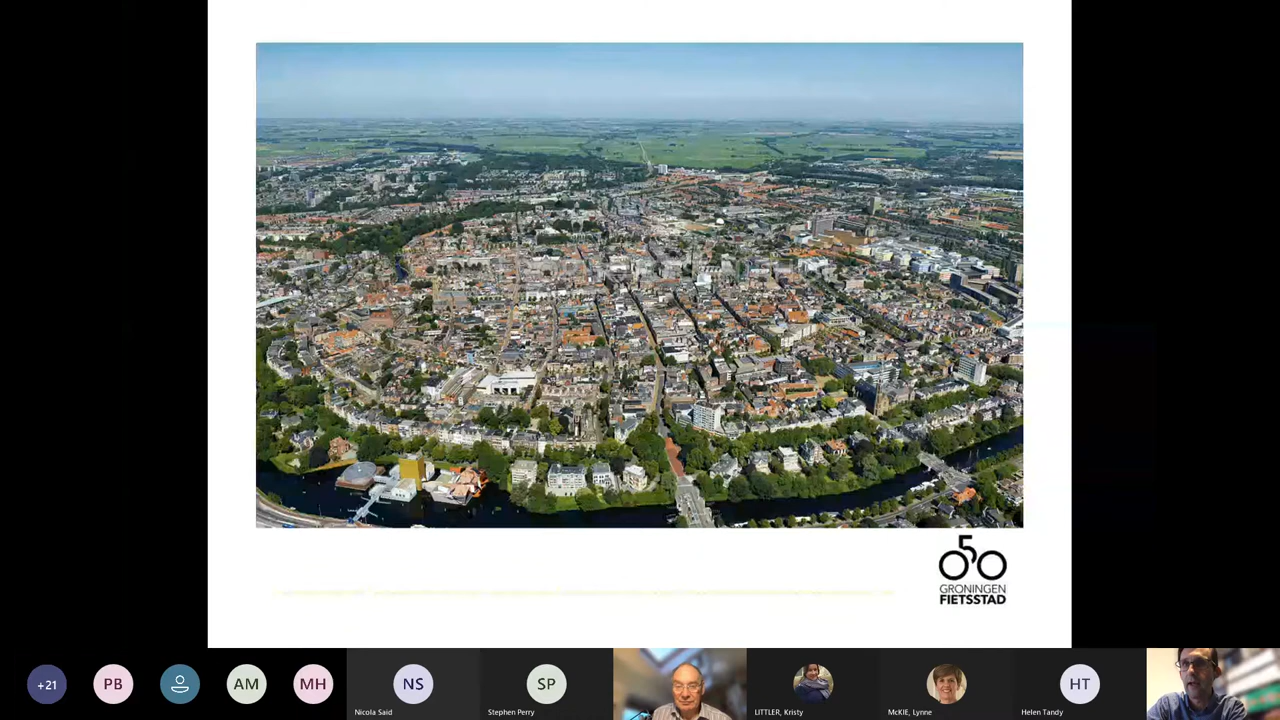 50
GRONINGEN
FIETSSTAD
+21
PB
AM
MH
NS
Nicola Said
SP
Stephen Perry
LITTLER, Kristy
McKIE, Lynne
HT
Helen Tandy